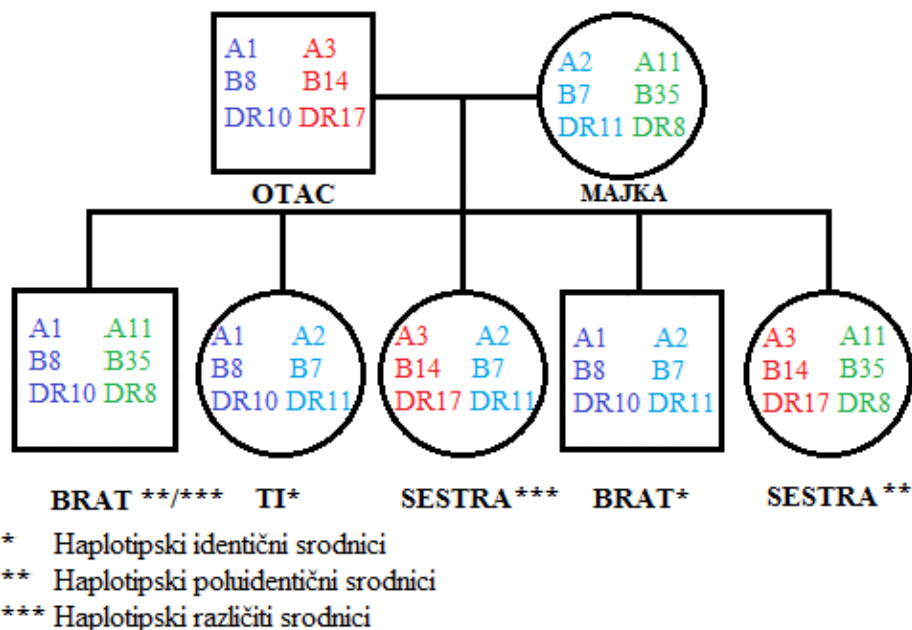 A1 A3
B8 B14
DR10 DR17
OTAC
A2 A11
B7 B35
DR11 DR8
MAJKA
A1 A11
B8 B35
DR10 DR8
BRAT **/***
A1 A2
B8 B7
DR10 DR11
TI*
A3 A2
B14 B7
DR17 DR11
SESTRA ***
A1 A2
B8 B7
DR10 DR11
BRAT*
A3 A11
B14 B35
DR17 DR8
SESTRA **
* Haplotipski identični srodnici
** Haplotipski poluidentični srodnici
*** Haplotipski različiti srodnici